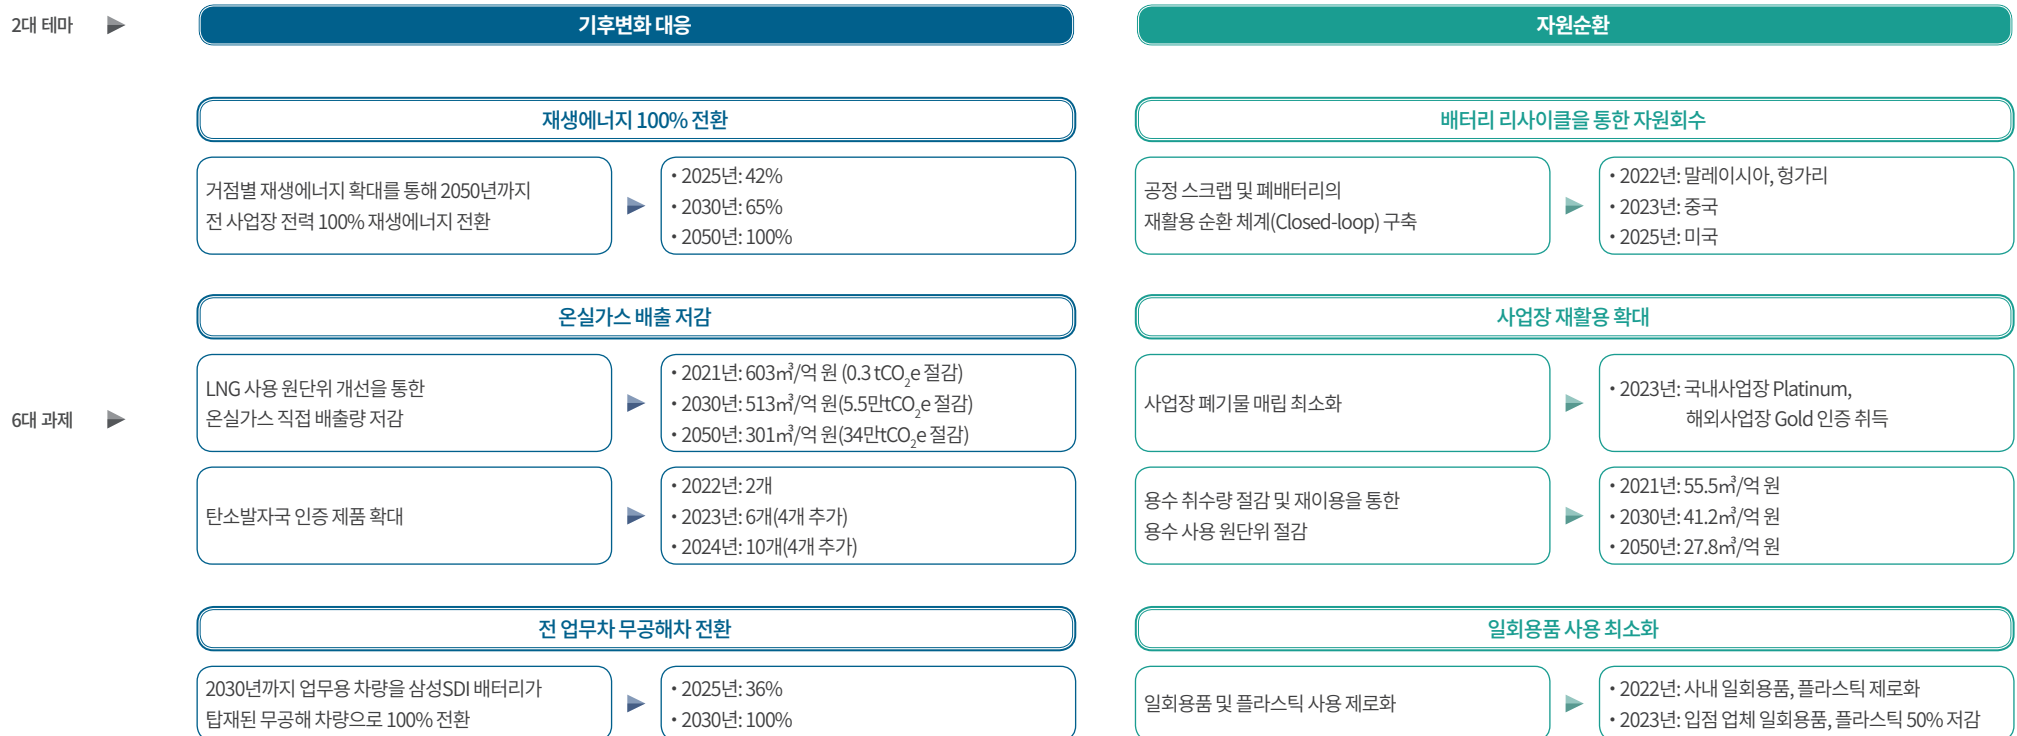 2대 테마
기후변화 대응
자원순환
6대 과제
재생에너지 100% 전환
거점별 재생에너지 확대를 통해 2050년까지
전 사업장 전력 100% 재생에너지 전환
• 2025년: 42%
• 2030년: 65%
• 2050년: 100%
온실가스 배출 저감
LNG 사용 원단위 개선을 통한
온실가스 직접 배출량 저감
• 2021년: 603㎥/억 원 (0.3 tCO₂e 절감)
• 2030년: 513㎥/억 원(5.5만tCO₂e 절감)
• 2050년: 301㎥/억 원(34만tCO₂e 절감)
탄소발자국 인증 제품 확대
• 2022년: 2개
• 2023년: 6개(4개 추가)
• 2024년: 10개(4개 추가)
전 업무차 무공해차 전환
2030년까지 업무용 차량을 삼성SDI 배터리가
탑재된 무공해 차량으로 100% 전환
• 2025년: 36%
• 2030년: 100%
배터리 리사이클을 통한 자원회수
공정 스크랩 및 폐배터리의
재활용 순환 체계(Closed-loop) 구축
• 2022년: 말레이시아, 헝가리
• 2023년: 중국
• 2025년: 미국
사업장 재활용 확대
사업장 폐기물 매립 최소화
• 2023년: 국내사업장 Platinum,
해외사업장 Gold 인증 취득
용수 취수량 절감 및 재이용을 통한
용수 사용 원단위 절감
• 2021년: 55.5㎥/억 원
• 2030년: 41.2㎥/억 원
• 2050년: 27.8㎥/억 원
일회용품 사용 최소화
일회용품 및 플라스틱 사용 제로화
• 2022년: 사내 일회용품, 플라스틱 제로화
• 2023년: 입점 업체 일회용품, 플라스틱 50% 저감